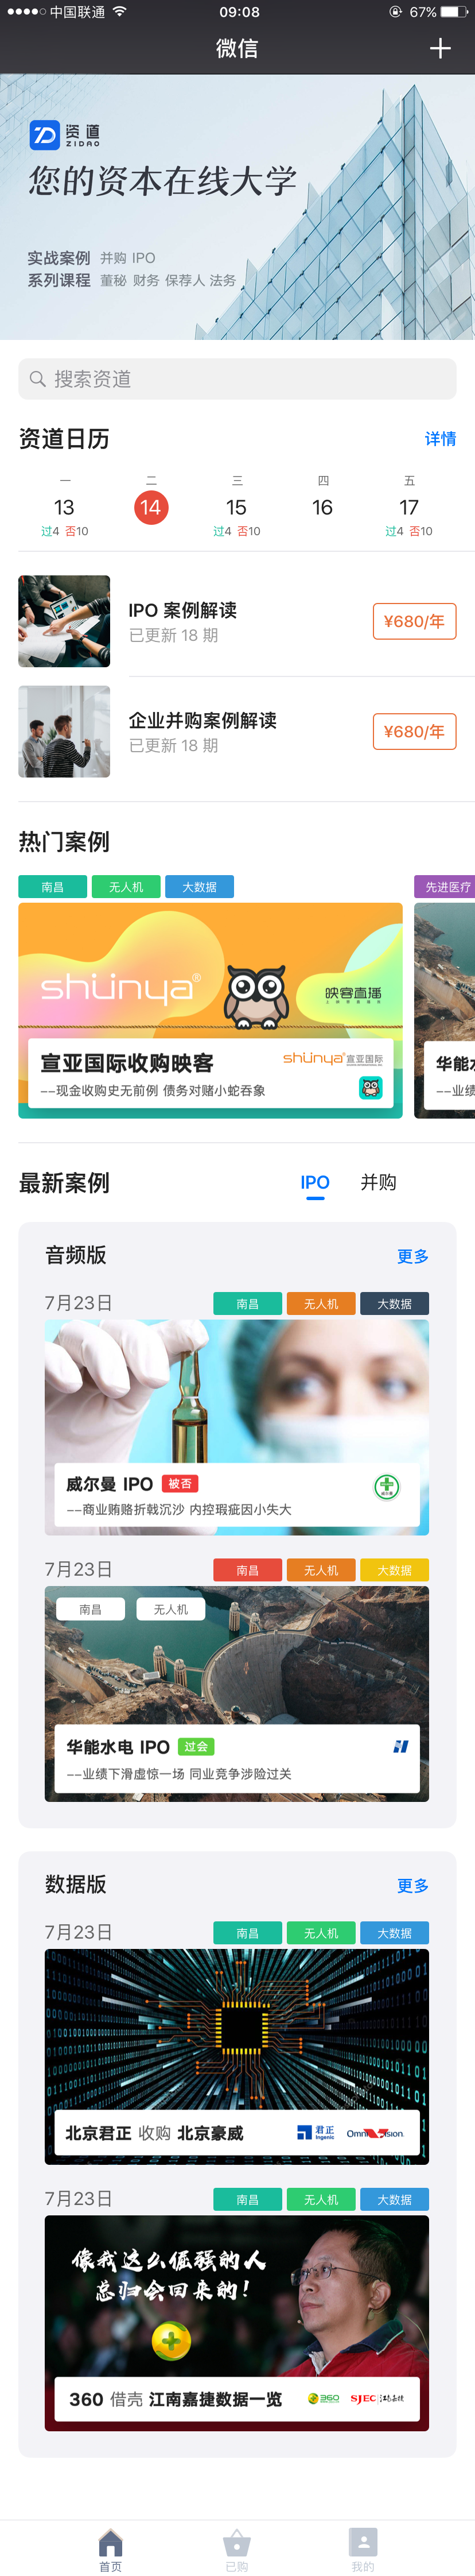 中国联通 09:08 67%
微信
资道
ZIDAO
您的资本在线大学
实战案例 并购 IPO
系列课程 董秘 财务 保荐人 法务
搜索资道
资道日历 详情
一 二 三 四 五
13 14 15 16 17
过4 否10 过4 否10 过4 否10
IPO 案例解读
已更新 18 期
¥680/年
企业并购案例解读
已更新 18 期
¥680/年
热门案例
南昌 无人机 大数据 先进医疗
shünya® 映客直播
宣亚国际收购映客 shünya® 宣亚国际
––现金收购史无前例 债务对赌小蛇吞象
华能
––业绩
最新案例 IPO 并购
音频版 更多
7月23日 南昌 无人机 大数据
威尔曼 IPO 被否
––商业贿赂折戟沉沙 内控瑕疵因小失大
威尔曼
7月23日 南昌 无人机 大数据
南昌 无人机
华能水电 IPO 过会
––业绩下滑虚惊一场 同业竞争涉险过关
数据版 更多
7月23日 南昌 无人机 大数据
北京君正 收购 北京豪威 君正 Ingenic OmniVision.
7月23日 南昌 无人机 大数据
像我这么倔强的人
总归会回来的!
360 借壳 江南嘉捷数据一览 360 SJEC 江南嘉捷
首页 已购 我的